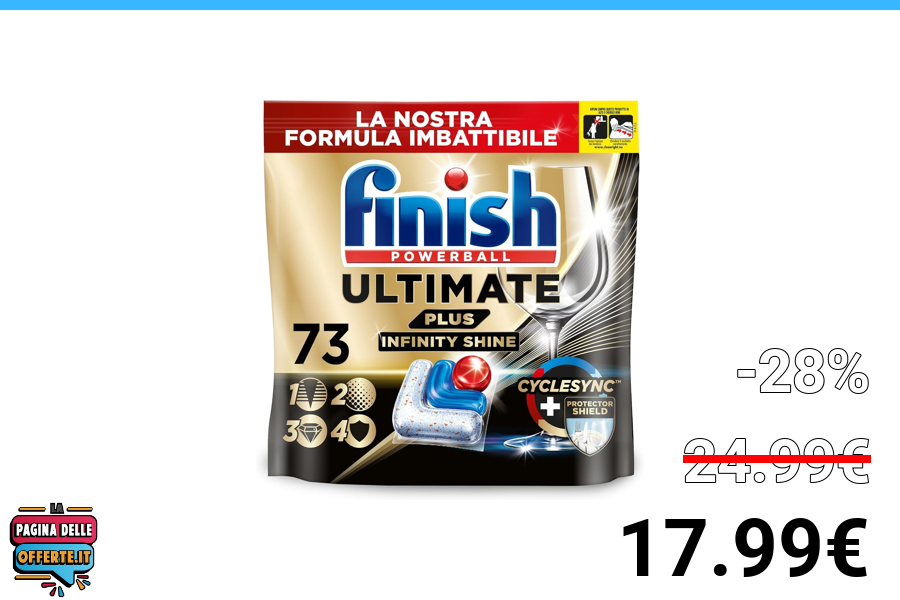 LA NOSTRA
FORMULA IMBATTIBILE
finish
POWERBALL
ULTIMATE
PLUS
INFINITY SHINE
73
1 2
3 4
CYCLESYNC™
+
PROTECTOR
SHIELD
-28%
24.99€
17.99€
LA
PAGINA DELLE
OFFERTE.IT